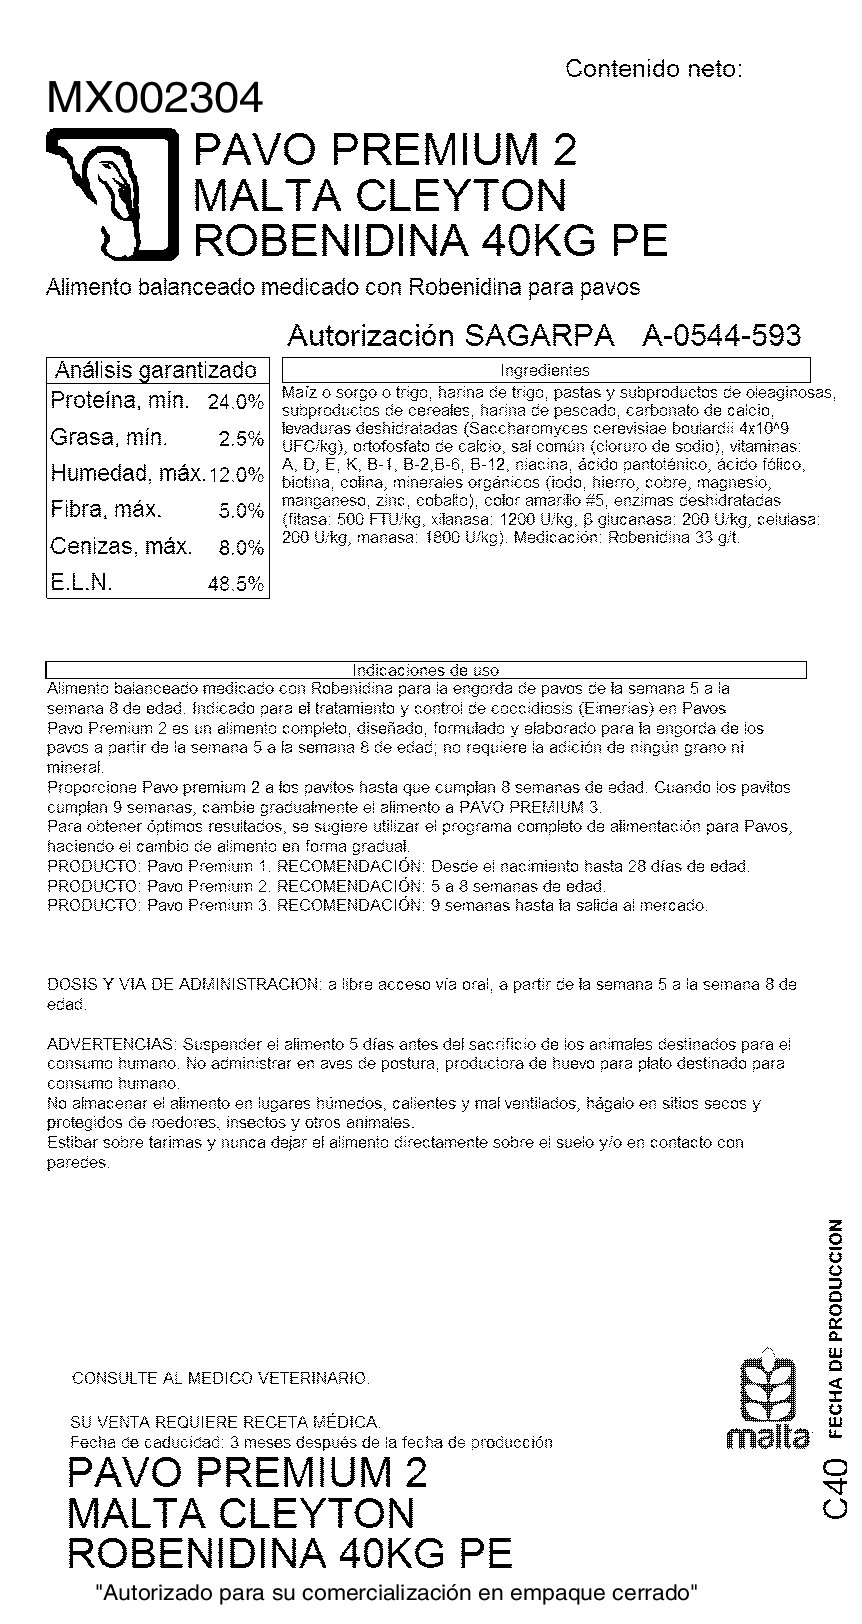 Contenido neto:
MX002304
PAVO PREMIUM 2
MALTA CLEYTON
ROBENIDINA 40KG PE
Alimento balanceado medicado con Robenidina para pavos
Autorización SAGARPA A-0544-593
Análisis garantizado
Proteína, mín. 24.0%
Grasa, mín. 2.5%
Humedad, máx. 12.0%
Fibra, máx. 5.0%
Cenizas, máx. 8.0%
E.L.N. 48.5%
Ingredientes
Maíz o sorgo o trigo, harina de trigo, pastas y subproductos de oleaginosas,
subproductos de cereales, harina de pescado, carbonato de calcio,
levaduras deshidratadas (Saccharomyces cerevisiae boulardii 4x10^9
UFC/kg), ortofosfato de calcio, sal común (cloruro de sodio), vitaminas:
A, D, E, K, B-1, B-2,B-6, B-12, niacina, ácido pantoténico, ácido fólico,
biotina, colina, minerales orgánicos (iodo, hierro, cobre, magnesio,
manganeso, zinc, cobalto), color amarillo #5, enzimas deshidratadas
(fitasa: 500 FTU/kg, xilanasa: 1200 U/kg, β glucanasa: 200 U/kg, celulasa:
200 U/kg, manasa: 1800 U/kg). Medicación: Robenidina 33 g/t.
Indicaciones de uso
Alimento balanceado medicado con Robenidina para la engorda de pavos de la semana 5 a la
semana 8 de edad. Indicado para el tratamiento y control de coccidiosis (Eimerias) en Pavos
Pavo Premium 2 es un alimento completo, diseñado, formulado y elaborado para la engorda de los
pavos a partir de la semana 5 a la semana 8 de edad; no requiere la adición de ningún grano ni
mineral.
Proporcione Pavo premium 2 a los pavitos hasta que cumplan 8 semanas de edad. Cuando los pavitos
cumplan 9 semanas, cambie gradualmente el alimento a PAVO PREMIUM 3.
Para obtener óptimos resultados, se sugiere utilizar el programa completo de alimentación para Pavos,
haciendo el cambio de alimento en forma gradual.
PRODUCTO: Pavo Premium 1. RECOMENDACIÓN: Desde el nacimiento hasta 28 días de edad.
PRODUCTO: Pavo Premium 2. RECOMENDACIÓN: 5 a 8 semanas de edad.
PRODUCTO: Pavo Premium 3. RECOMENDACIÓN: 9 semanas hasta la salida al mercado.
DOSIS Y VIA DE ADMINISTRACION: a libre acceso vía oral, a partir de la semana 5 a la semana 8 de
edad.
ADVERTENCIAS: Suspender el alimento 5 días antes del sacrificio de los animales destinados para el
consumo humano. No administrar en aves de postura, productora de huevo para plato destinado para
consumo humano.
No almacenar el alimento en lugares húmedos, calientes y mal ventilados, hágalo en sitios secos y
protegidos de roedores, insectos y otros animales.
Estibar sobre tarimas y nunca dejar el alimento directamente sobre el suelo y/o en contacto con
paredes.
FECHA DE PRODUCCION
C40
CONSULTE AL MEDICO VETERINARIO.
SU VENTA REQUIERE RECETA MÉDICA.
Fecha de caducidad: 3 meses después de la fecha de producción
malta
PAVO PREMIUM 2
MALTA CLEYTON
ROBENIDINA 40KG PE
"Autorizado para su comercialización en empaque cerrado"